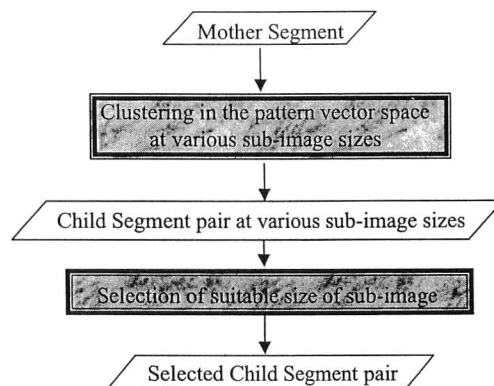 Mother Segment
Clustering in the pattern vector space
at various sub-image sizes
Child Segment pair at various sub-image sizes
Selection of suitable size of sub-image
Selected Child Segment pair